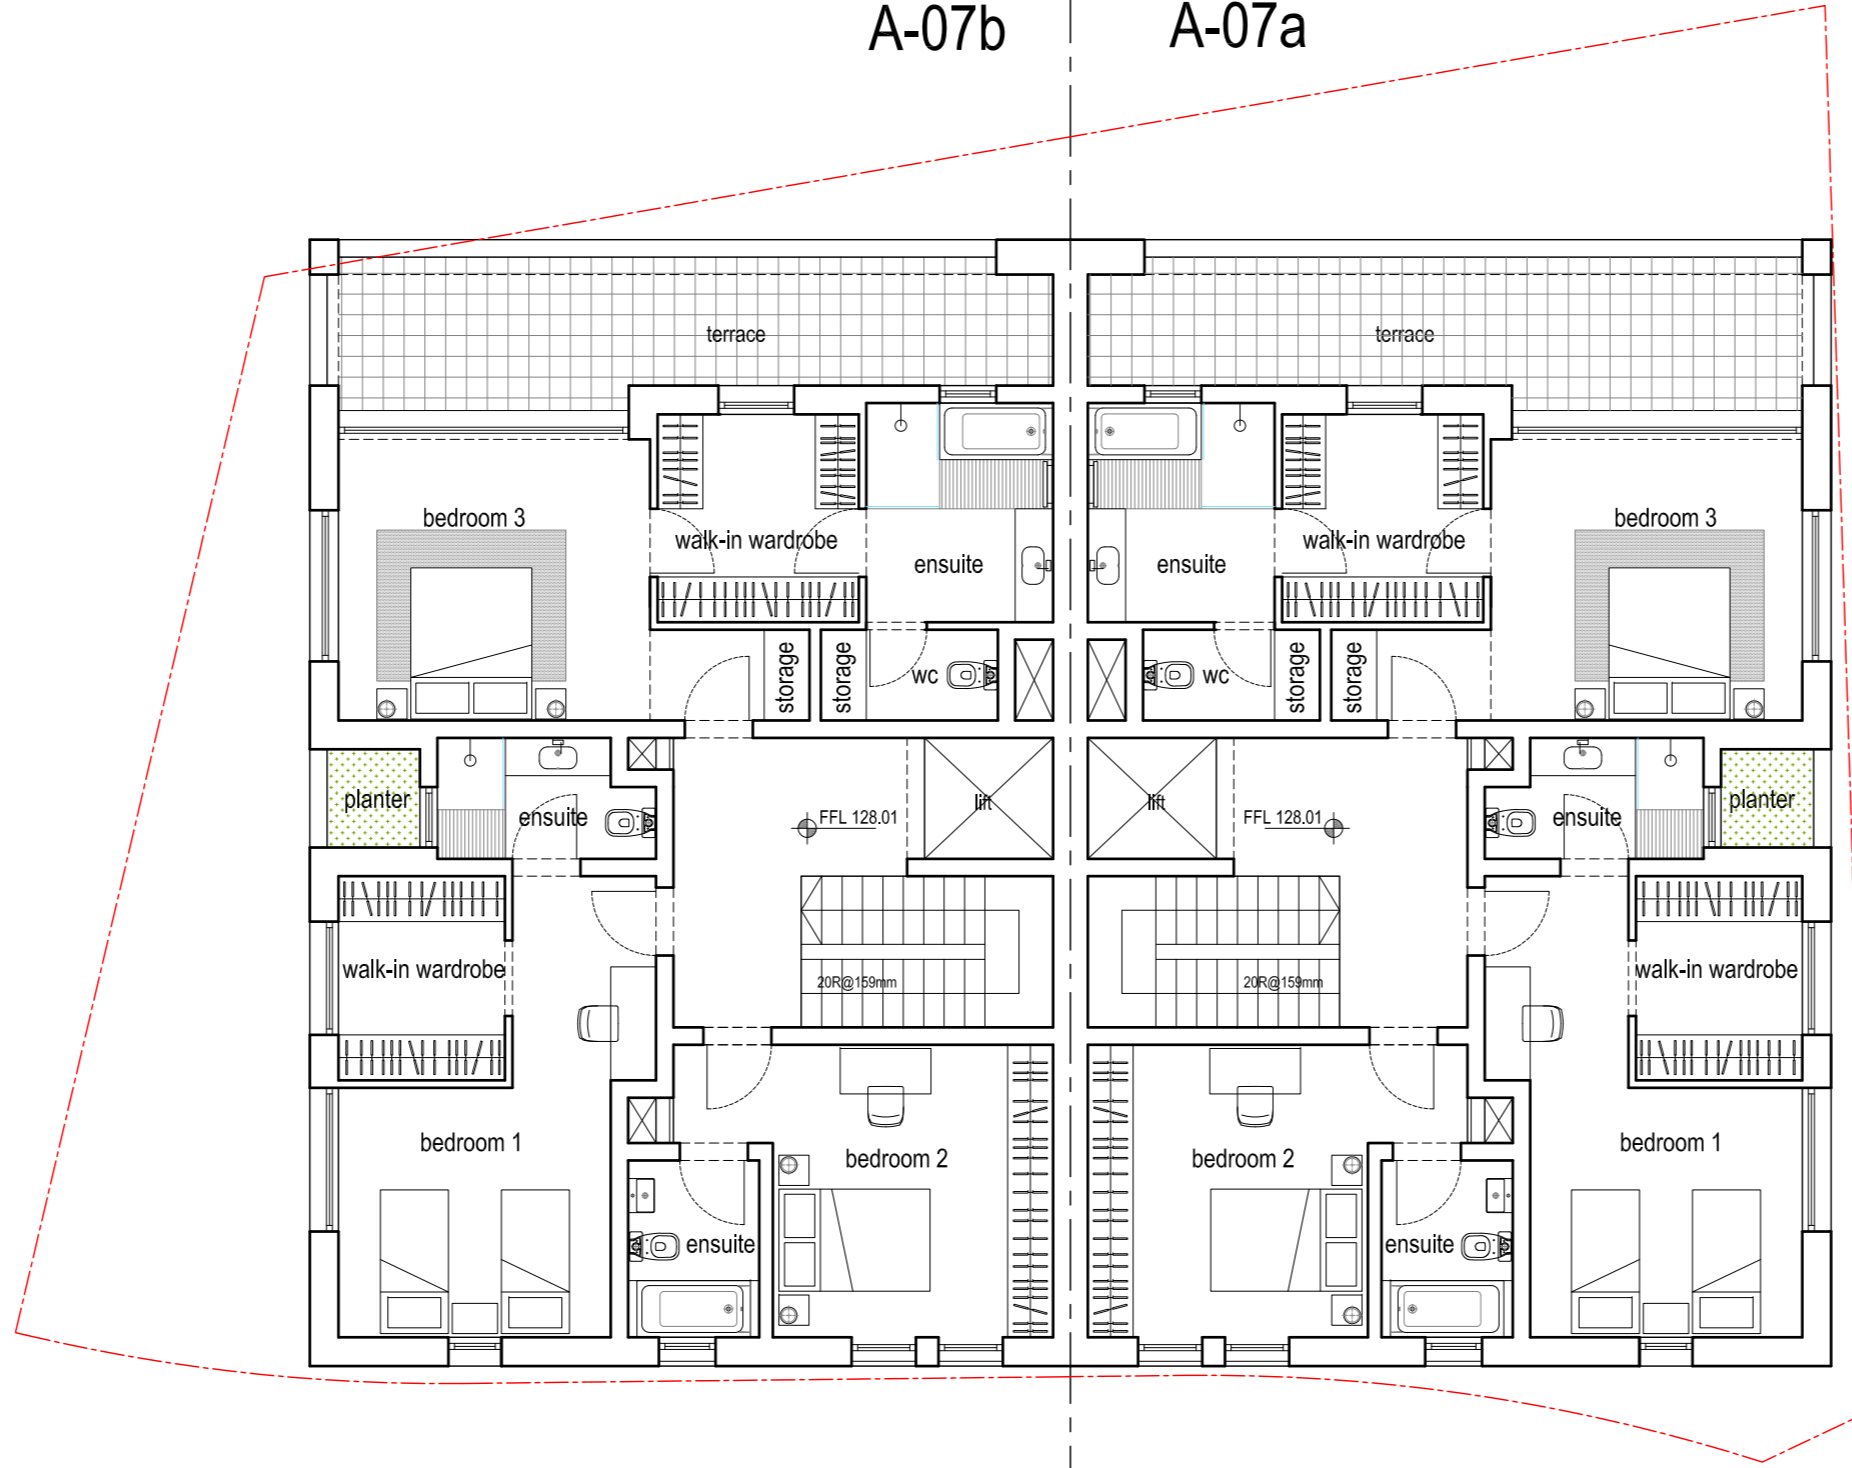 A-07b
A-07a
terrace
terrace
bedroom 3
walk-in wardrobe
ensuite
ensuite
walk-in wardrobe
bedroom 3
storage
storage
wc
wc
storage
storage
planter
ensuite
FFL 128.01
lift
lift
FFL 128.01
ensuite
planter
walk-in wardrobe
20R@159mm
20R@159mm
walk-in wardrobe
bedroom 1
bedroom 2
bedroom 2
bedroom 1
ensuite
ensuite